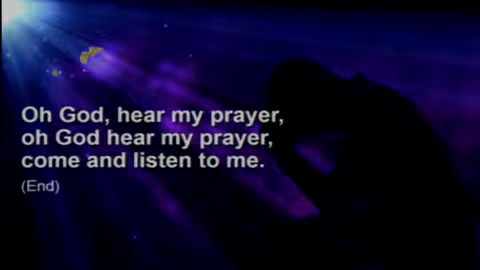 Oh God, hear my prayer,
oh God hear my prayer,
come and listen to me.
(End)